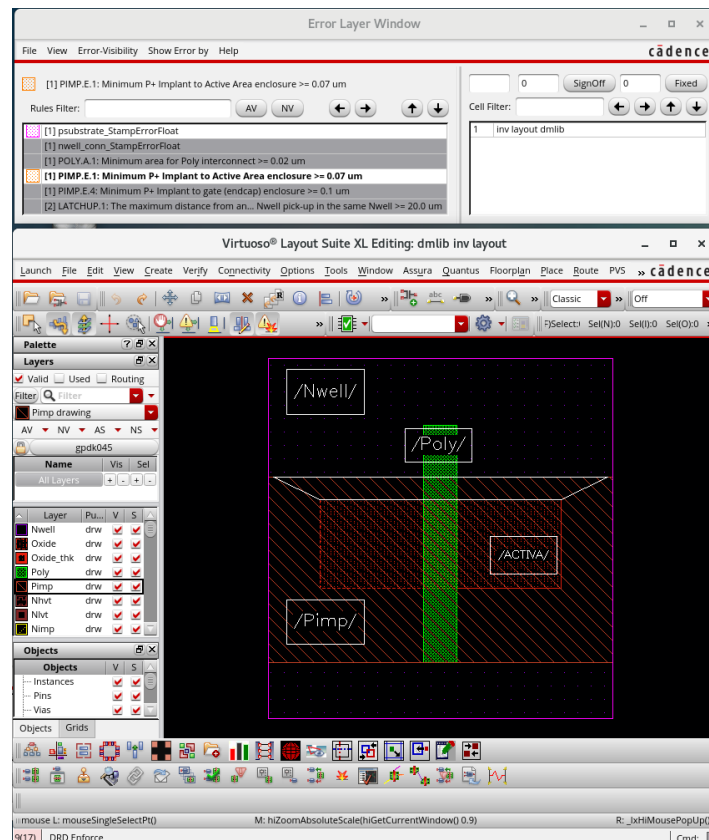 Error Layer Window
File View Error-Visibility Show Error by Help
cādence
[1] PIMP.E.1: Minimum P+ Implant to Active Area enclosure >= 0.07 um
0 SignOff 0 Fixed
Rules Filter: AV NV
Cell Filter:
[1] psubstrate_StampErrorFloat
[1] nwell_conn_StampErrorFloat
[1] POLY.A.1: Minimum area for Poly interconnect >= 0.02 um
[1] PIMP.E.1: Minimum P+ Implant to Active Area enclosure >= 0.07 um
[1] PIMP.E.4: Minimum P+ Implant to gate (endcap) enclosure >= 0.1 um
[2] LATCHUP.1: The maximum distance from an... Nwell pick-up in the same Nwell >= 20.0 um
1 inv layout dmlib
Virtuoso® Layout Suite XL Editing: dmlib inv layout
Launch File Edit View Create Verify Connectivity Options Tools Window Assura Quantus Floorplan Place Route PVS » cādence
» abc » » Classic » Off
» F)Select:( Sel(N):0 Sel(I):0 Sel(O):0
Palette
Layers
Valid Used Routing
Filter Filter
Pimp drawing
AV NV AS NS
gpdk045
Name Vis Sel
All Layers + - + -
Layer Pu... V S
Nwell drw
Oxide drw
Oxide_thk drw
Poly drw
Pimp drw
Nhvt drw
Nlvt drw
Nimp drw
Objects
Objects V S
Instances
Pins
Vias
Objects Grids
/Nwell/
/Poly/
/ACTIVA/
/Pimp/
mouse L: mouseSingleSelectPt() M: hiZoomAbsoluteScale(hiGetCurrentWindow() 0.9) R: _lxHiMousePopUp()
9(17) DRD Enforce Cmd: